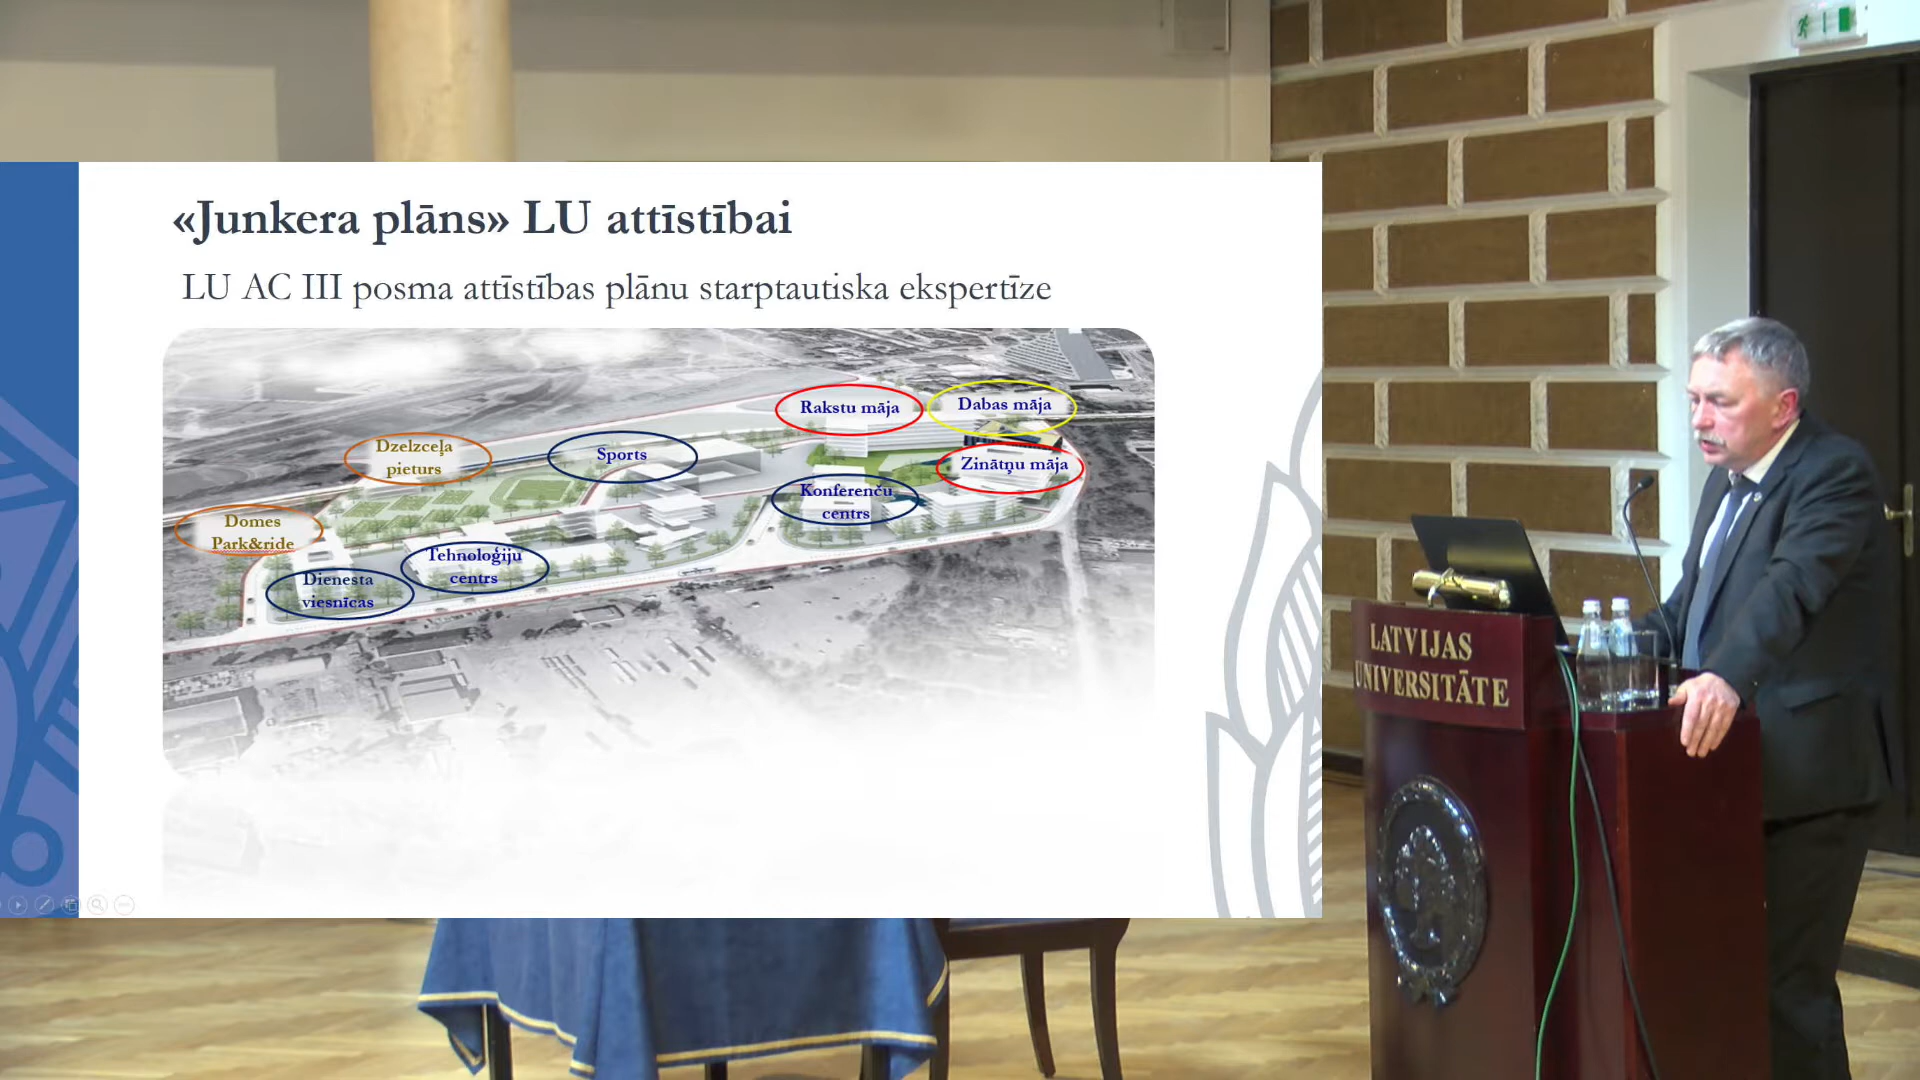 «Junkera plāns» LU attīstībai
LU AC III posma attīstības plānu starptautiska ekspertīze
Rakstu māja
Dabas māja
Dzelzceļa
pieturs
Sports
Zinātņu māja
Konferenču
centrs
Domes
Park&ride
Tehnoloģiju
centrs
Dienesta
viesnīcas
LATVIJAS
UNIVERSITĀTE